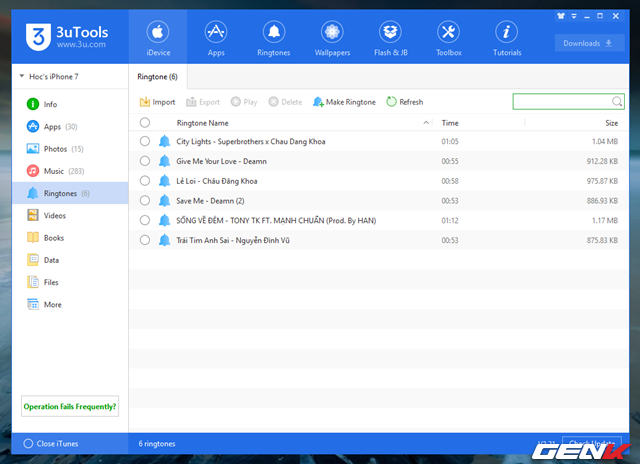 3uTools
www.3u.com
iDevice
Apps
Ringtones
Wallpapers
Flash & JB
Toolbox
Tutorials
Downloads
Hoc's iPhone 7
Ringtone (6)
Info
Apps (30)
Photos (15)
Music (283)
Ringtones (6)
Videos
Books
Data
Files
More
Import Export Play Delete Make Ringtone Refresh
Ringtone Name Time Size
City Lights - Superbrothers x Chau Dang Khoa 01:05 1.04 MB
Give Me Your Love - Deamn 00:55 912.28 KB
Lẻ Loi - Châu Đăng Khoa 00:58 975.87 KB
Save Me - Deamn (2) 00:53 886.93 KB
SỐNG VỀ ĐÊM - TONY TK FT. MẠNH CHUẨN (Prod. By HAN) 01:12 1.17 MB
Trái Tim Anh Sai - Nguyễn Đình Vũ 00:53 875.83 KB
Operation Fails Frequently?
Close iTunes
6 ringtones
Check Update
GENK